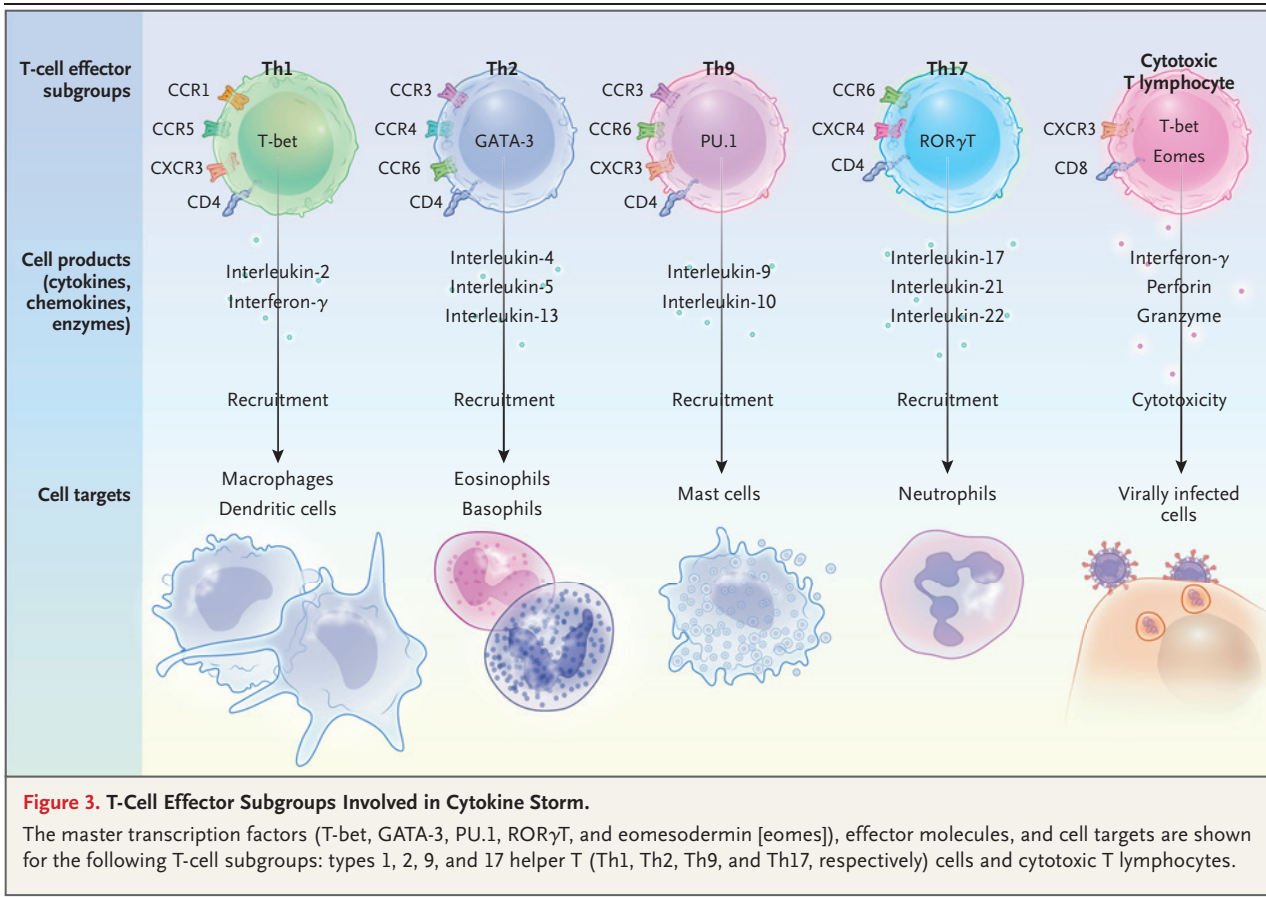 T-cell effector
subgroups
Th1
CCR1
CCR5
CXCR3
CD4
T-bet
Th2
CCR3
CCR4
CCR6
CD4
GATA-3
Th9
CCR3
CCR6
CXCR3
CD4
PU.1
Th17
CCR6
CXCR4
CD4
RORγT
Cytotoxic
T lymphocyte
CXCR3
CD8
T-bet
Eomes
Cell products
(cytokines,
chemokines,
enzymes)
Interleukin-2
Interferon-γ
Interleukin-4
Interleukin-5
Interleukin-13
Interleukin-9
Interleukin-10
Interleukin-17
Interleukin-21
Interleukin-22
Interferon-γ
Perforin
Granzyme
Recruitment
Recruitment
Recruitment
Recruitment
Cytotoxicity
Cell targets
Macrophages
Dendritic cells
Eosinophils
Basophils
Mast cells
Neutrophils
Virally infected
cells
Figure 3. T-Cell Effector Subgroups Involved in Cytokine Storm.
The master transcription factors (T-bet, GATA-3, PU.1, RORγT, and eomesodermin [eomes]), effector molecules, and cell targets are shown
for the following T-cell subgroups: types 1, 2, 9, and 17 helper T (Th1, Th2, Th9, and Th17, respectively) cells and cytotoxic T lymphocytes.